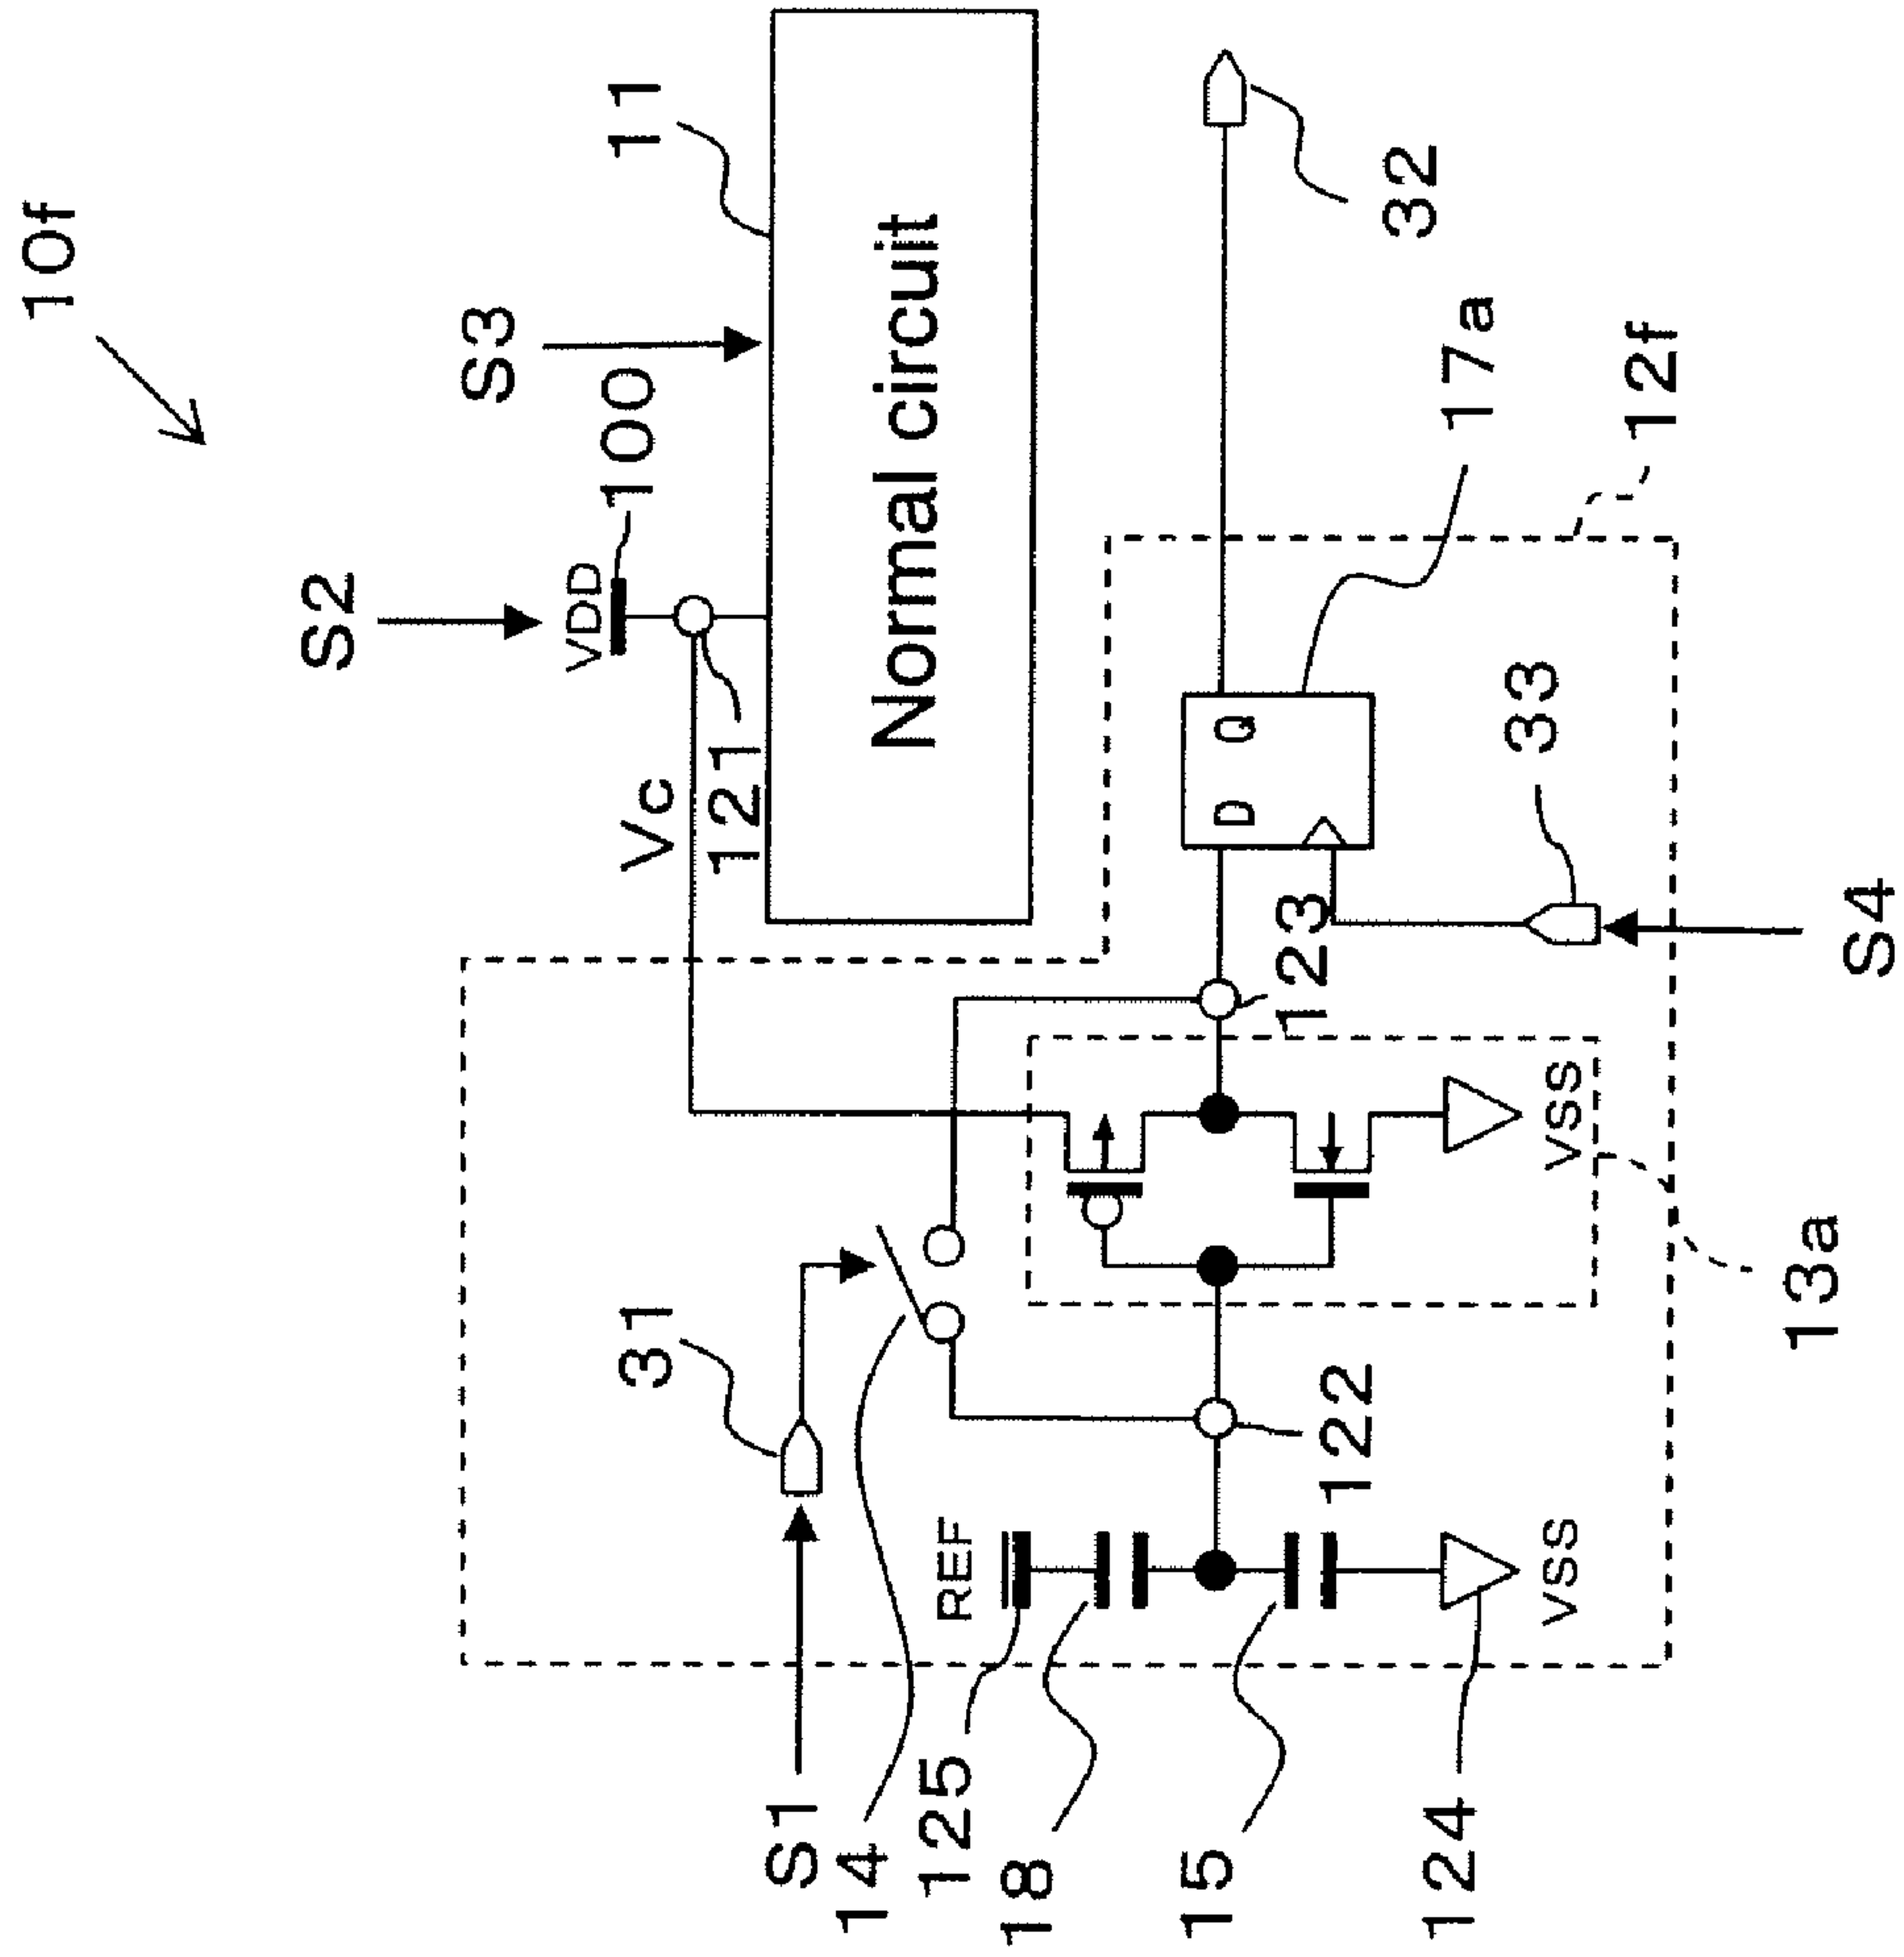 10f
S2
S3
VDD
100
11
Vc
121
Normal circuit
31
S1
14
REF
125
18
15
122
123
D Q
32
17a
12f
33
VSS
VSS
124
13a
S4